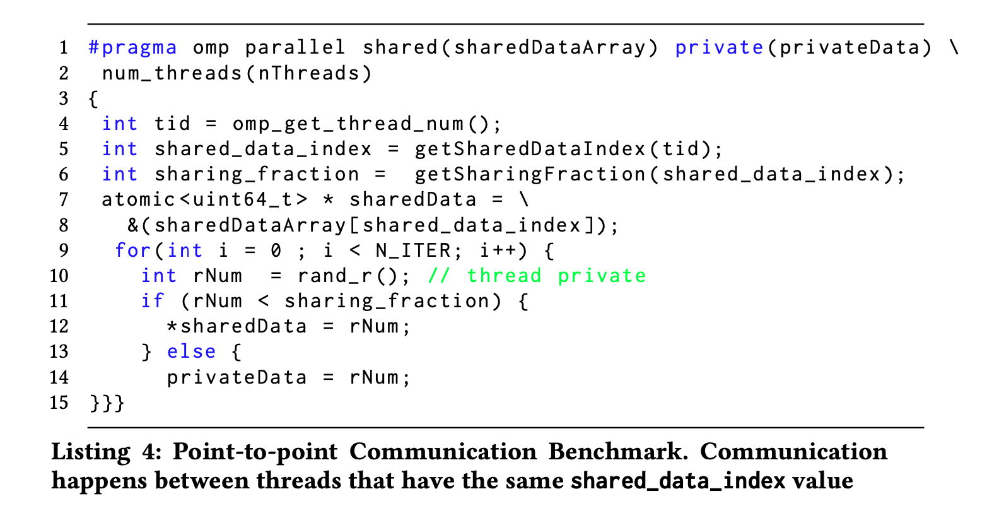 1 #pragma omp parallel shared(sharedDataArray) private(privateData) \
2 num_threads(nThreads)
3 {
4 int tid = omp_get_thread_num();
5 int shared_data_index = getSharedDataIndex(tid);
6 int sharing_fraction = getSharingFraction(shared_data_index);
7 atomic<uint64_t> * sharedData = \
8 &(sharedDataArray[shared_data_index]);
9 for(int i = 0 ; i < N_ITER; i++) {
10 int rNum = rand_r(); // thread private
11 if (rNum < sharing_fraction) {
12 *sharedData = rNum;
13 } else {
14 privateData = rNum;
15 }}}
Listing 4: Point-to-point Communication Benchmark. Communication
happens between threads that have the same shared_data_index value